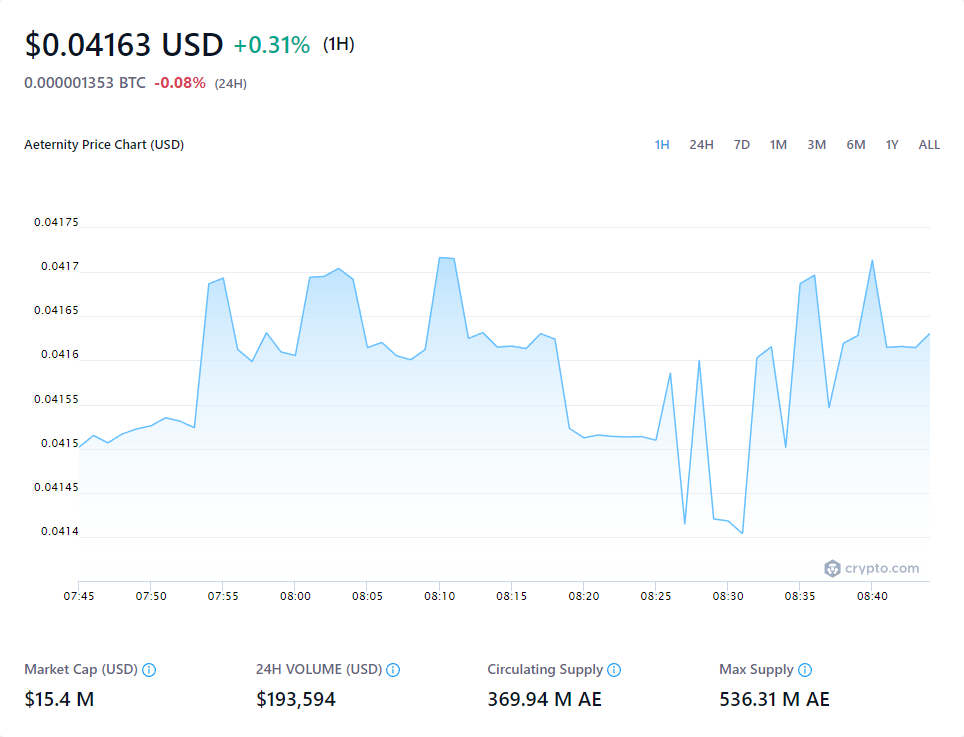 $0.04163 USD +0.31% (1H)
0.000001353 BTC -0.08% (24H)
Aeternity Price Chart (USD)
1H 24H 7D 1M 3M 6M 1Y ALL
0.04175
0.0417
0.04165
0.0416
0.04155
0.0415
0.04145
0.0414
crypto.com
07:45 07:50 07:55 08:00 08:05 08:10 08:15 08:20 08:25 08:30 08:35 08:40
Market Cap (USD)
$15.4 M
24H VOLUME (USD)
$193,594
Circulating Supply
369.94 M AE
Max Supply
536.31 M AE